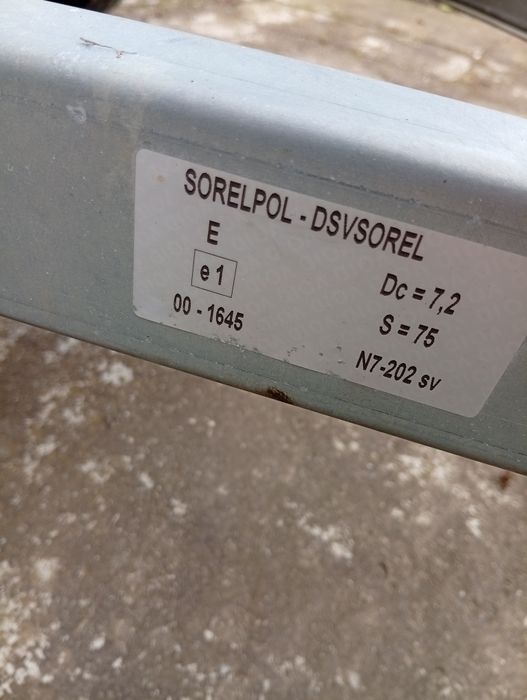 SORELPOL - DSVSOREL
E
e 1
00 - 1645
Dc = 7,2
S = 75
N7-202 sv